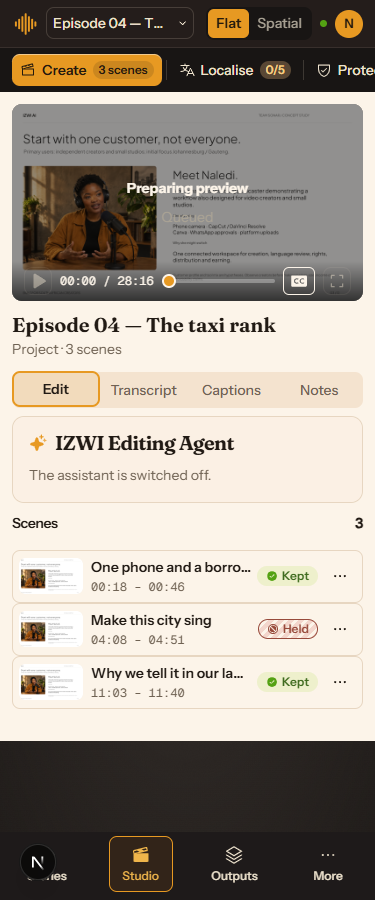 Episode 04 — T...
Flat
Spatial
N
Create
3 scenes
Localise
0/5
Prote
Start with one customer, not everyone.
Meet Naledi.
Preparing preview
Queued
00:00 / 28:16
CC
Episode 04 — The taxi rank
Project · 3 scenes
Edit
Transcript
Captions
Notes
IZWI Editing Agent
The assistant is switched off.
Scenes
3
One phone and a borro...
00:18 – 00:46
Kept
Make this city sing
04:08 – 04:51
Held
Why we tell it in our la...
11:03 – 11:40
Kept
N
Studio
Outputs
More